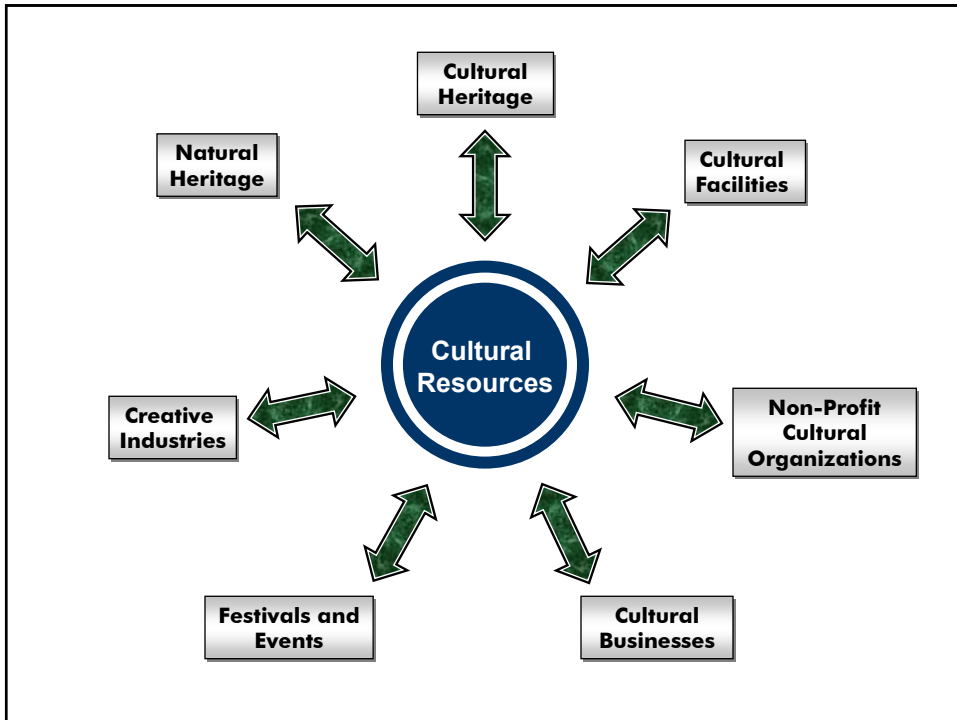 Cultural
Heritage
Natural
Heritage
Cultural
Facilities
Cultural
Resources
Creative
Industries
Non-Profit
Cultural
Organizations
Festivals and
Events
Cultural
Businesses